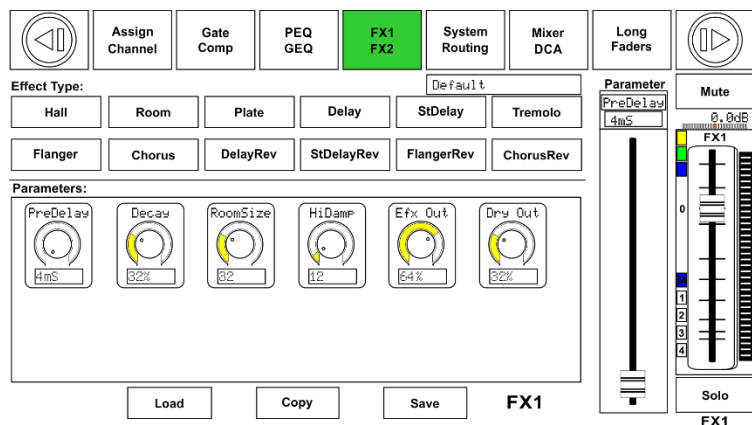 Assign Channel
Gate Comp
PEQ GEQ
FX1 FX2
System Routing
Mixer DCA
Long Faders
Effect Type:
Default
Hall
Room
Plate
Delay
StDelay
Tremolo
Flanger
Chorus
DelayRev
StDelayRev
FlangerRev
ChorusRev
Parameters:
PreDelay
4mS
Decay
32%
RoomSize
32
HiDamp
12
Efx Out
64%
Dry Out
32%
Load
Copy
Save
FX1
Parameter
PreDelay
4mS
Mute
0.0dB
FX1
0
M
1
2
3
4
Solo
FX1